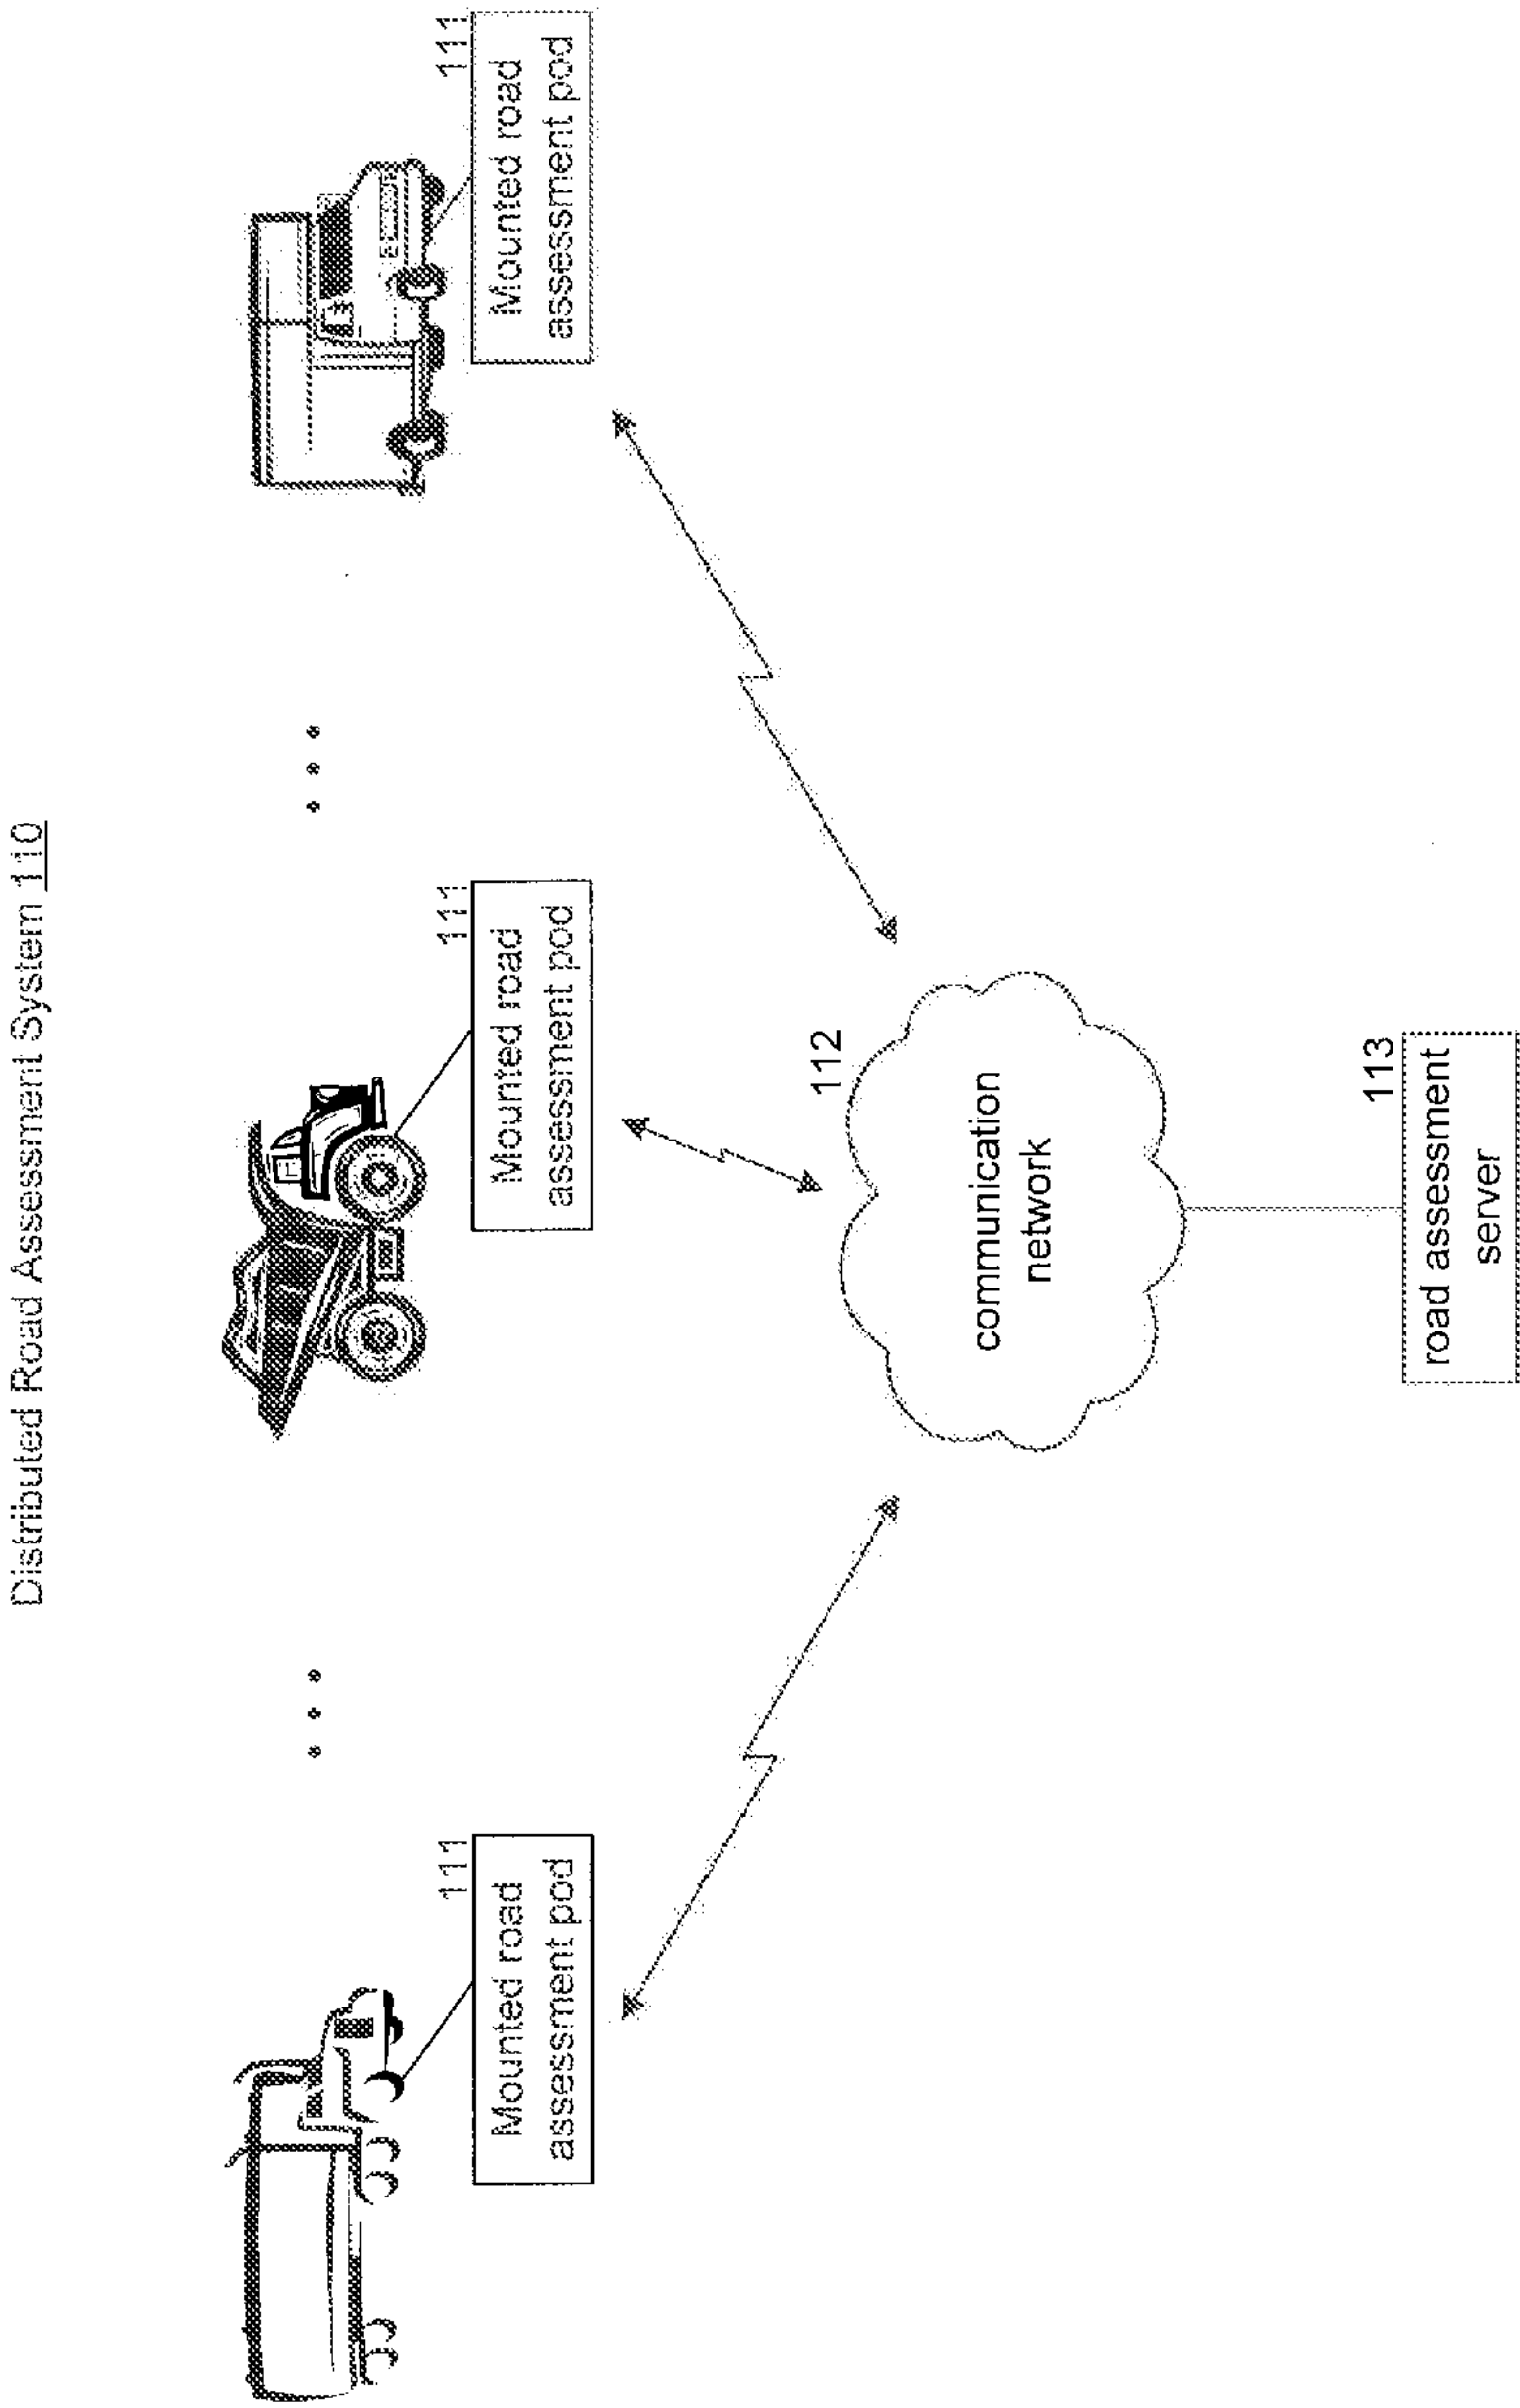 Distributed Road Assessment System 110
111
Mounted road
assessment pod
111
Mounted road
assessment pod
111
Mounted road
assessment pod
112
communication
network
113
road assessment
server